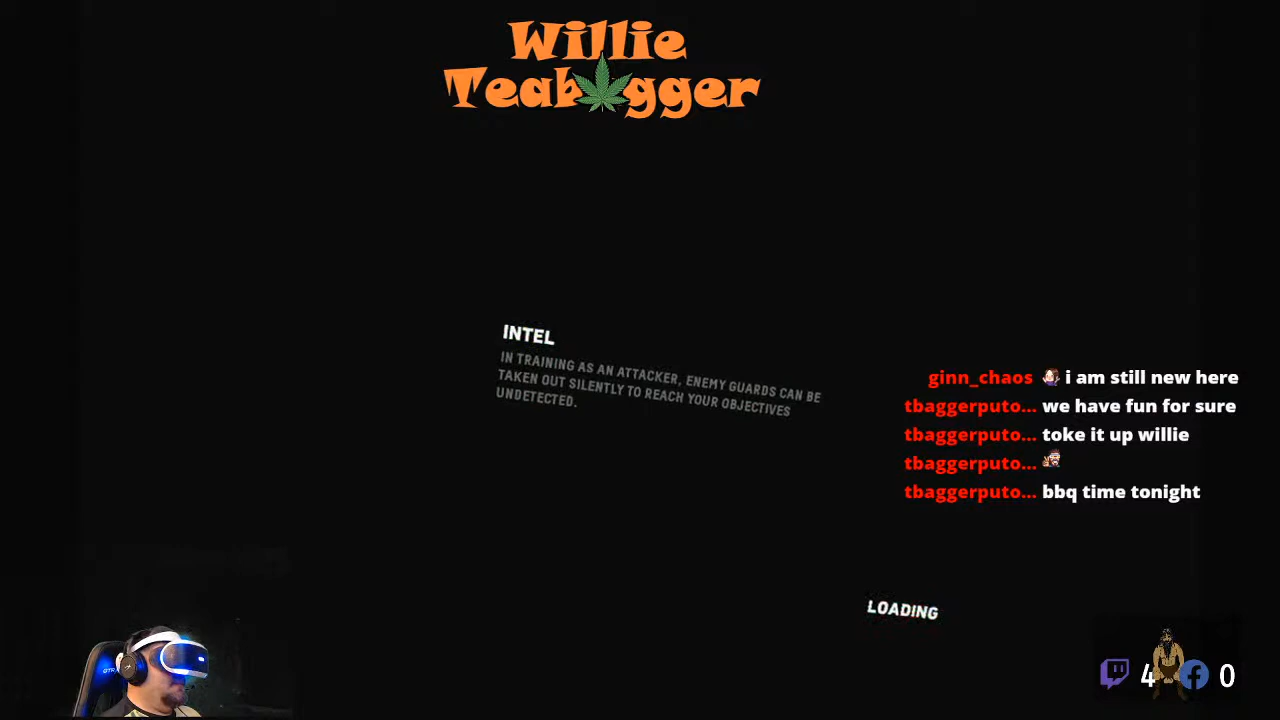 Willie
Teabgger
INTEL
IN TRAINING AS AN ATTACKER, ENEMY GUARDS CAN BE
TAKEN OUT SILENTLY TO REACH YOUR OBJECTIVES
UNDETECTED.
ginn_chaos i am still new here
tbaggerputo... we have fun for sure
tbaggerputo... toke it up willie
tbaggerputo...
tbaggerputo... bbq time tonight
LOADING
4 0